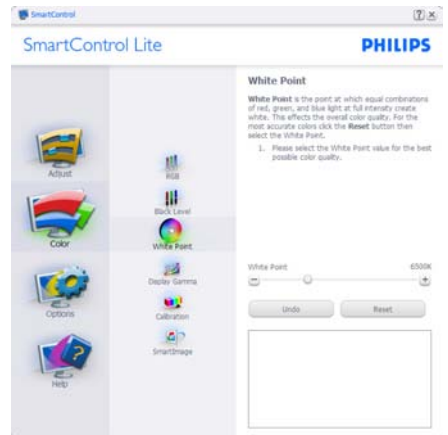 SmartControl
SmartControl Lite
PHILIPS
Adjust
Color
Options
Help
RGB
Black Level
White Point
Display Gamma
Calibration
SmartImage
White Point
White Point is the point at which equal combinations
of red, green, and blue light at full intensity create
white. This effects the overall color quality. For the
most accurate colors click the Reset button then
select the White Point.
1. Please select the White Point value for the best
possible color quality.
White Point 6500K
Undo Reset